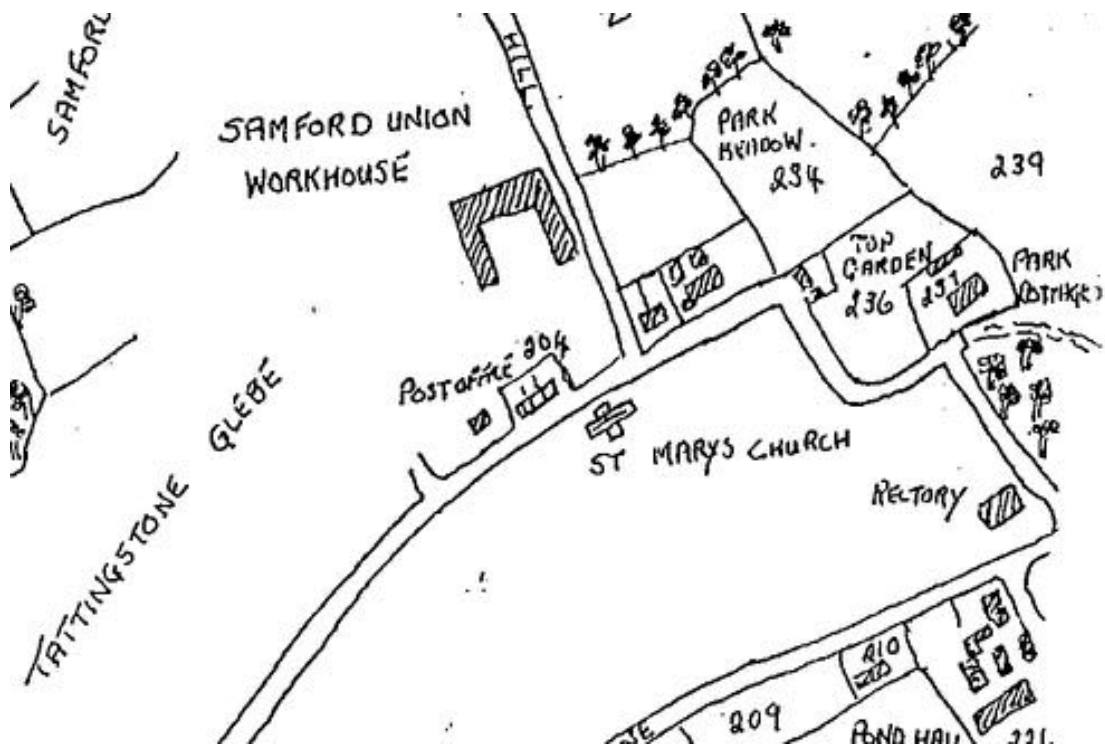 SAMFORD
HILL
SAMFORD UNION
WORKHOUSE
PARK
MEADOW.
234
239
TOP
GARDEN
236
237
PARK
COTTAGES
POST OFFICE
204
GLEBE
TATTINGSTONE
ST MARYS CHURCH
RECTORY
210
209
POND HALL
221